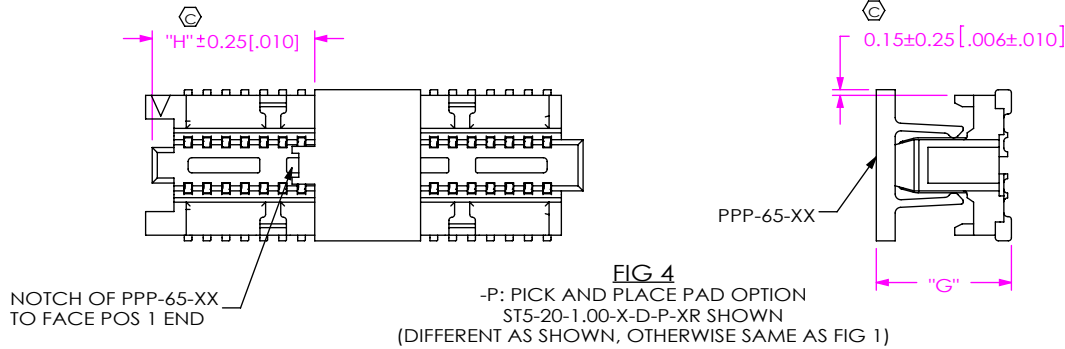 C
"H"±0.25[.010]
C
0.15±0.25[.006±.010]
PPP-65-XX
"G"
NOTCH OF PPP-65-XX
TO FACE POS 1 END
FIG 4
-P: PICK AND PLACE PAD OPTION
ST5-20-1.00-X-D-P-XR SHOWN
(DIFFERENT AS SHOWN, OTHERWISE SAME AS FIG 1)